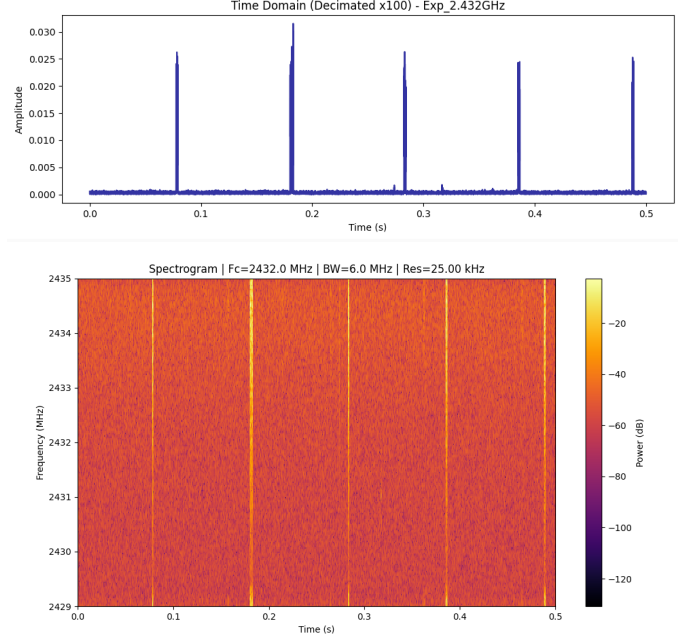 Time Domain (Decimated x100) - Exp_2.432GHz
0.030
0.025
0.020
0.015
0.010
0.005
0.000
Amplitude
0.0 0.1 0.2 0.3 0.4 0.5
Time (s)
Spectrogram | Fc=2432.0 MHz | BW=6.0 MHz | Res=25.00 kHz
2435
2434
2433
2432
2431
2430
2429
Frequency (MHz)
0.0 0.1 0.2 0.3 0.4 0.5
Time (s)
−20
−40
−60
−80
−100
−120
Power (dB)